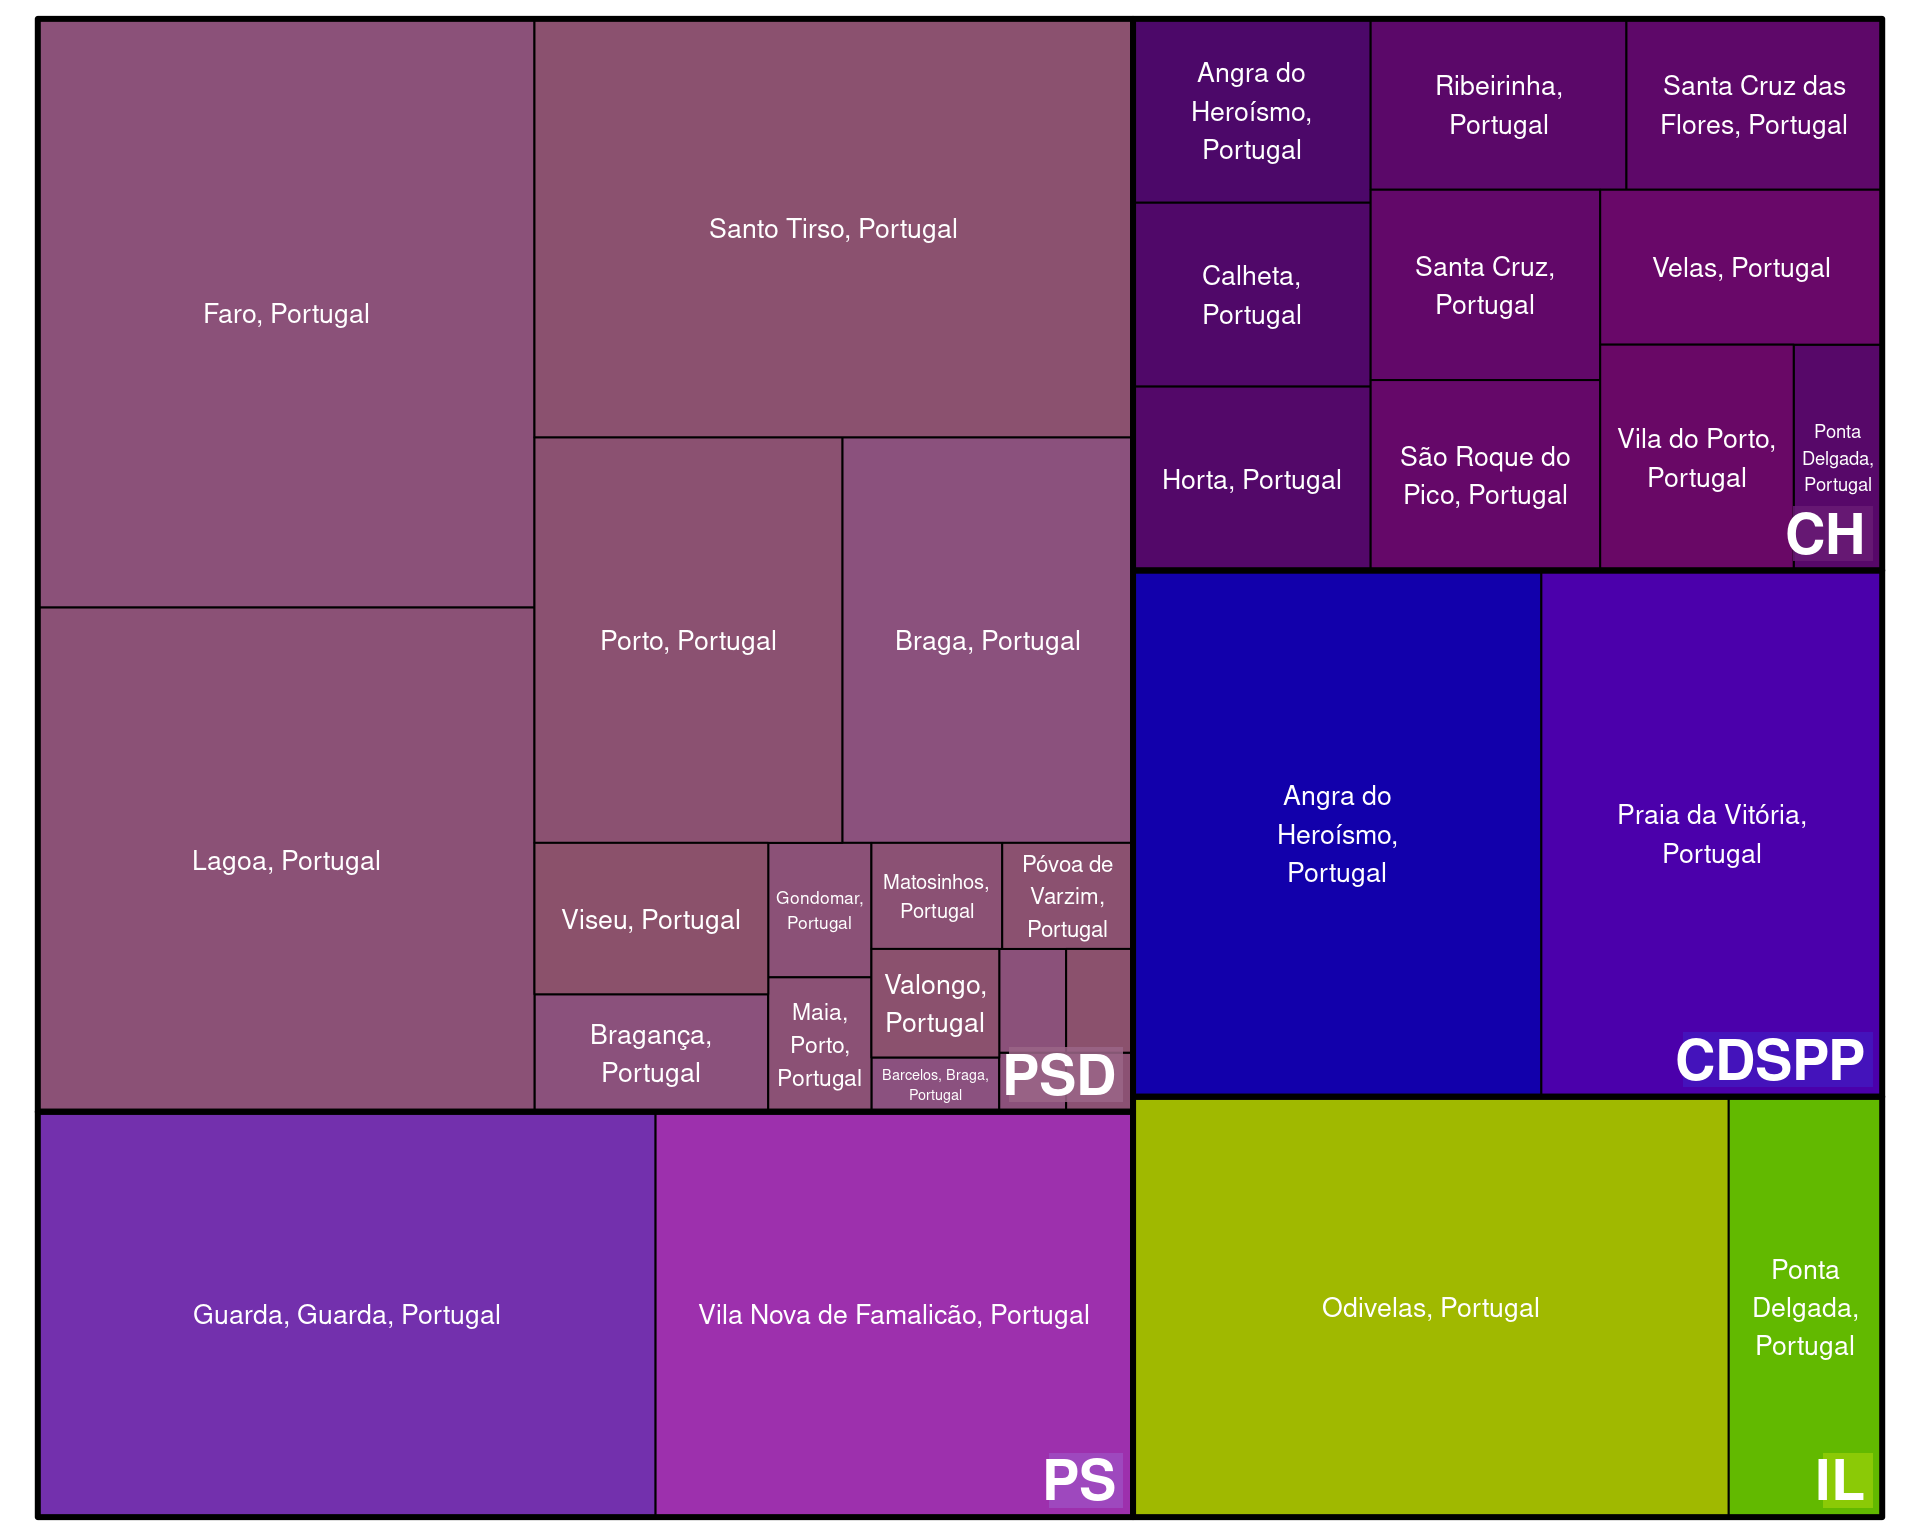 Faro, Portugal
Santo Tirso, Portugal
Porto, Portugal
Braga, Portugal
Lagoa, Portugal
Viseu, Portugal
Gondomar,
Portugal
Matosinhos,
Portugal
Póvoa de
Varzim,
Portugal
Bragança,
Portugal
Maia,
Porto,
Portugal
Valongo,
Portugal
Barcelos, Braga,
Portugal
PSD
Guarda, Guarda, Portugal
Vila Nova de Famalicão, Portugal
PS
Angra do
Heroísmo,
Portugal
Ribeirinha,
Portugal
Santa Cruz das
Flores, Portugal
Calheta,
Portugal
Santa Cruz,
Portugal
Velas, Portugal
Horta, Portugal
São Roque do
Pico, Portugal
Vila do Porto,
Portugal
Ponta
Delgada,
Portugal
CH
Angra do
Heroísmo,
Portugal
Praia da Vitória,
Portugal
CDSPP
Odivelas, Portugal
Ponta
Delgada,
Portugal
IL